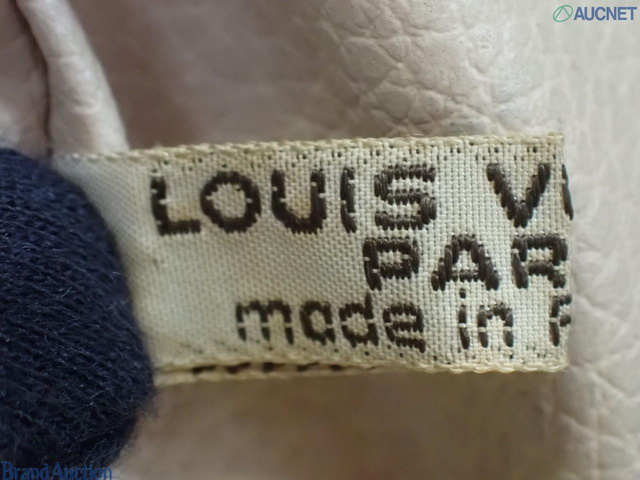 AUCNET
LOUIS V
PAR
made in F
Brand Auction